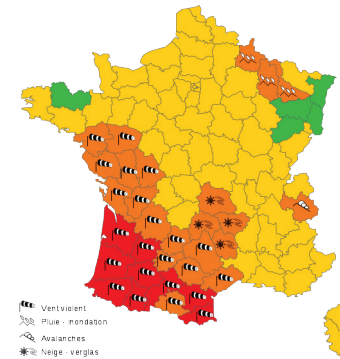 Vent violent
Pluie - inondation
Avalanches
Neige - verglas